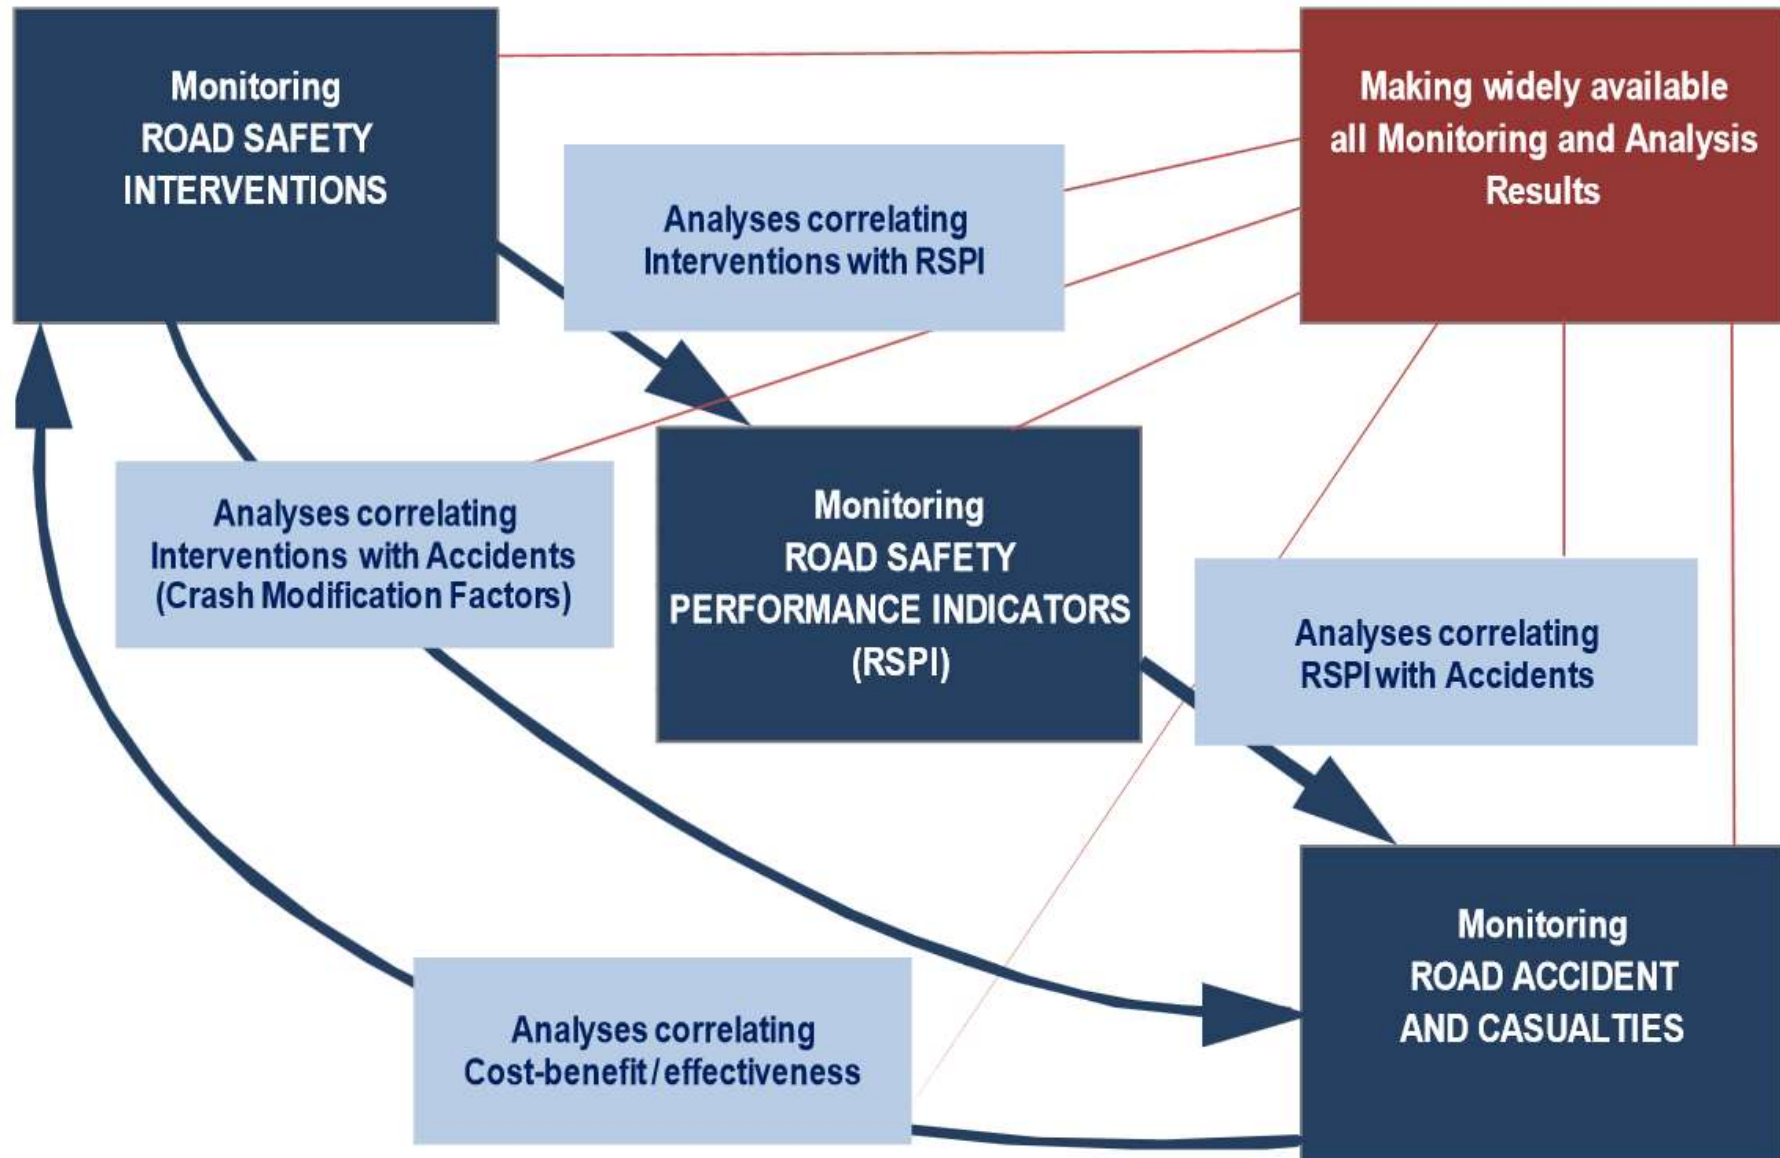 Monitoring
ROAD SAFETY
INTERVENTIONS
Making widely available
all Monitoring and Analysis
Results
Analyses correlating
Interventions with RSPI
Analyses correlating
Interventions with Accidents
(Crash Modification Factors)
Monitoring
ROAD SAFETY
PERFORMANCE INDICATORS
(RSPI)
Analyses correlating
RSPI with Accidents
Monitoring
ROAD ACCIDENT
AND CASUALTIES
Analyses correlating
Cost-benefit / effectiveness